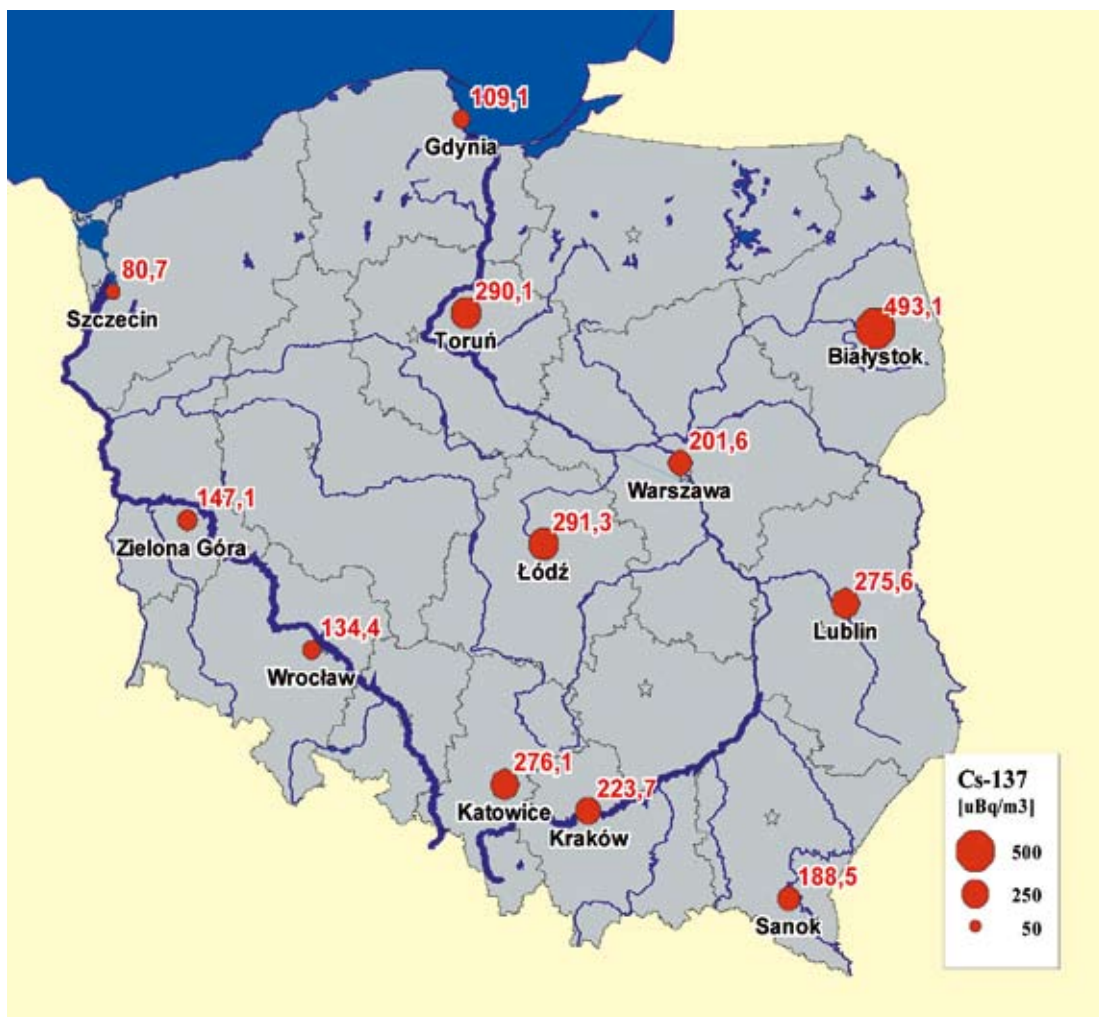 109,1
Gdynia
80,7
Szczecin
290,1
Toruń
493,1
Białystok
201,6
Warszawa
147,1
Zielona Góra
291,3
Łódź
275,6
Lublin
134,4
Wrocław
276,1
Katowice
223,7
Kraków
188,5
Sanok
Cs-137
[uBq/m3]
500
250
50